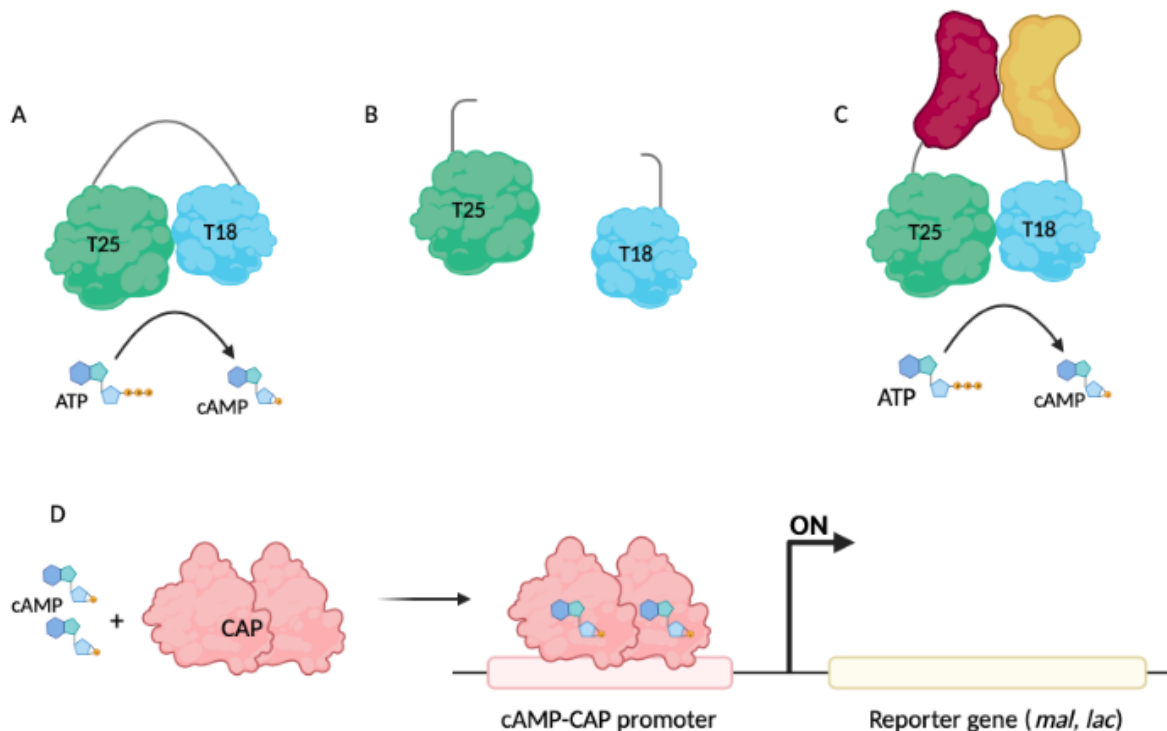 A
T25
T18
ATP
cAMP
B
T25
T18
C
T25
T18
ATP
cAMP
D
cAMP
+
CAP
ON
cAMP-CAP promoter
Reporter gene (mal, lac)